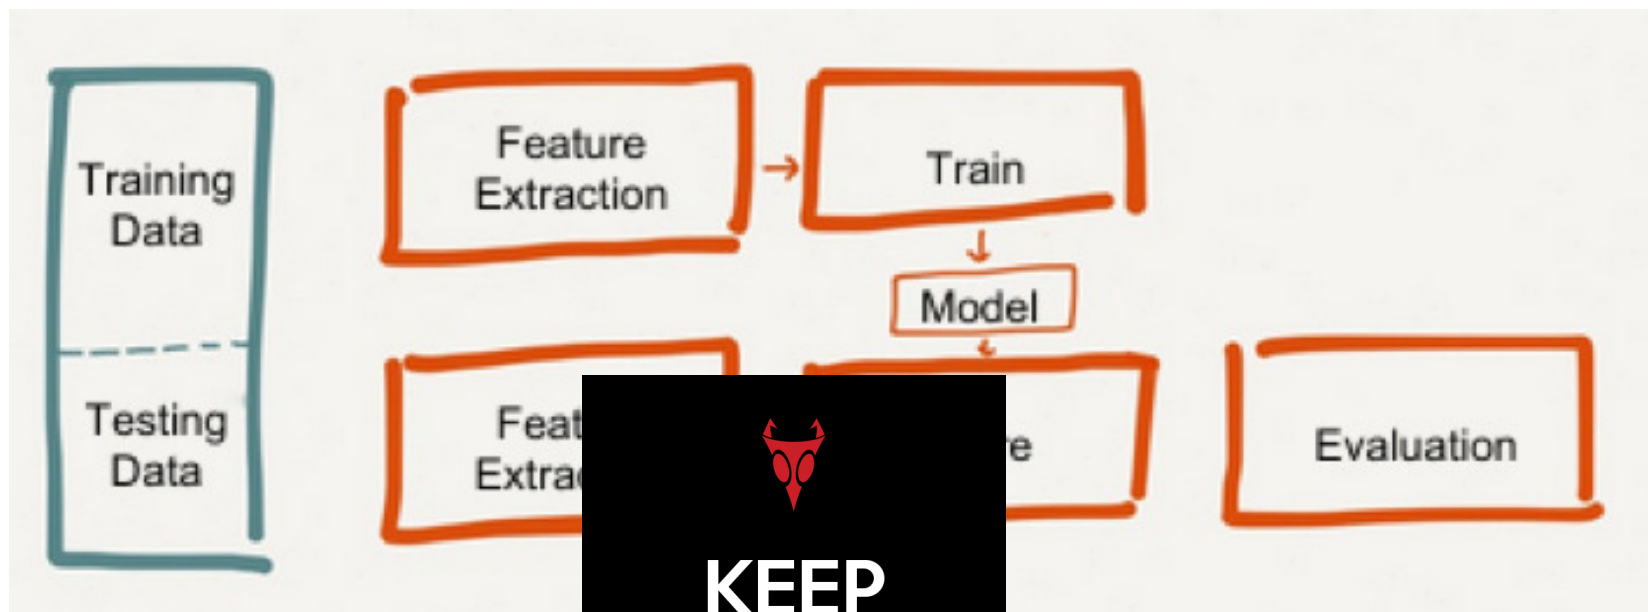 Training
Data
Feature
Extraction
Train
Model
Testing
Data
Feat
Extrac
re
Evaluation
KEEP